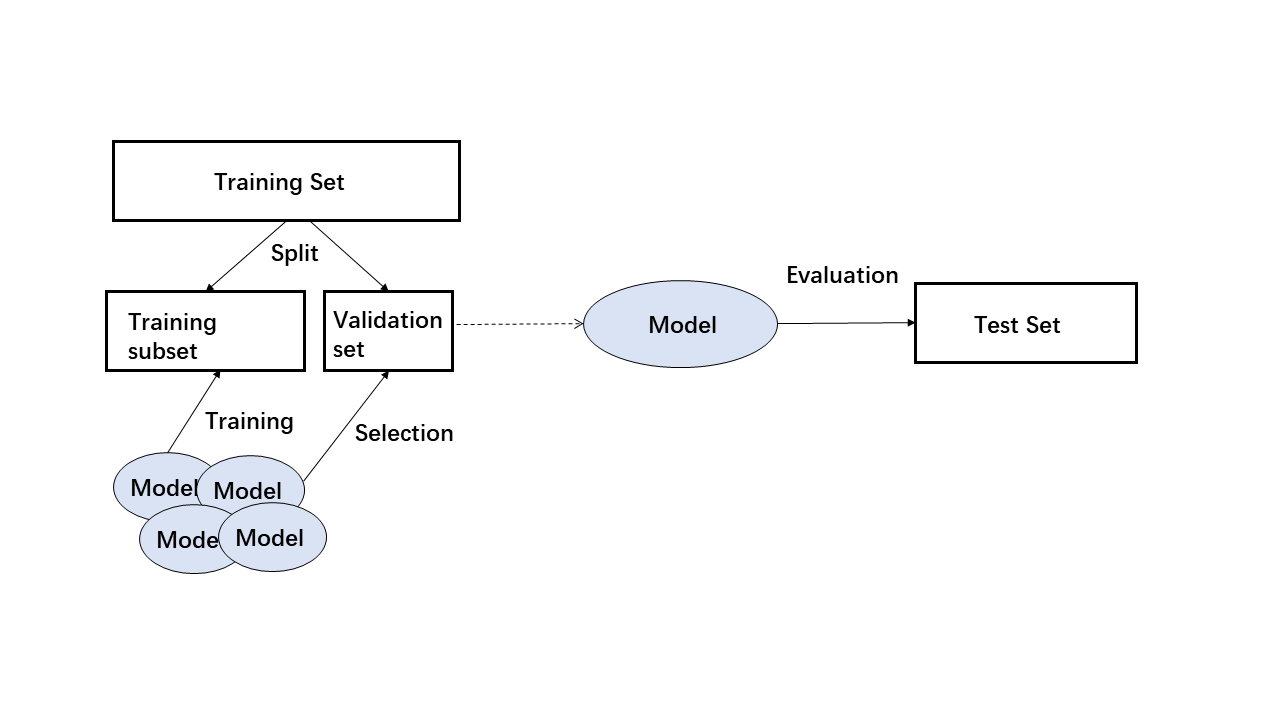 Training Set
Split
Training
subset
Validation
set
Model
Evaluation
Test Set
Training
Selection
Model
Model
Mode
Model